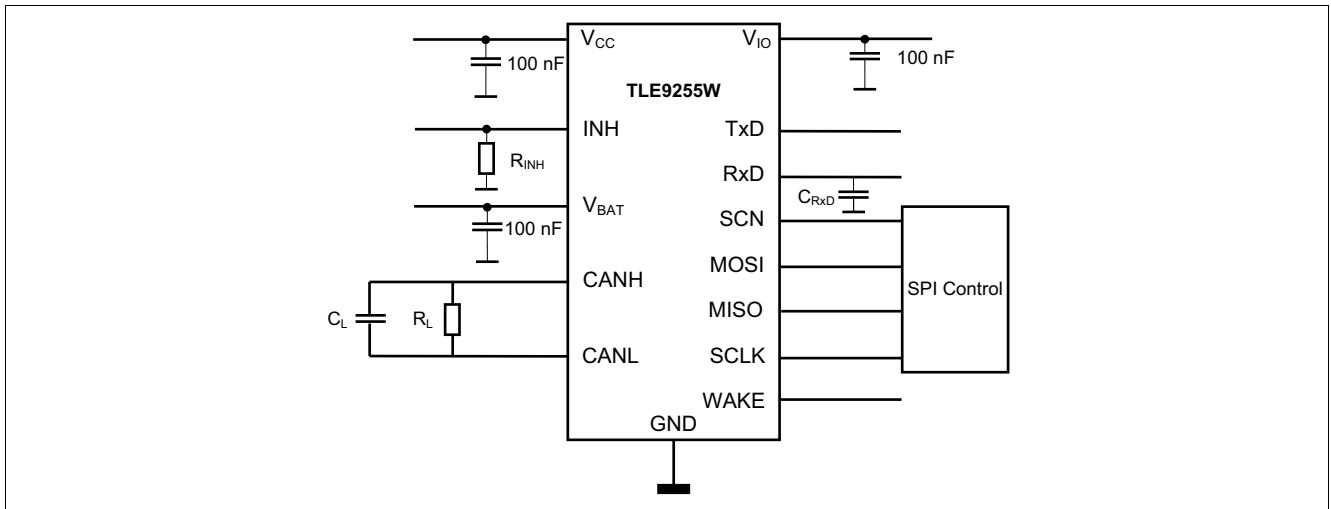 V_CC
V_IO
100 nF
100 nF
TLE9255W
INH
TxD
R_INH
RxD
C_RxD
V_BAT
SCN
100 nF
MOSI
CANH
SPI Control
C_L
R_L
MISO
CANL
SCLK
WAKE
GND